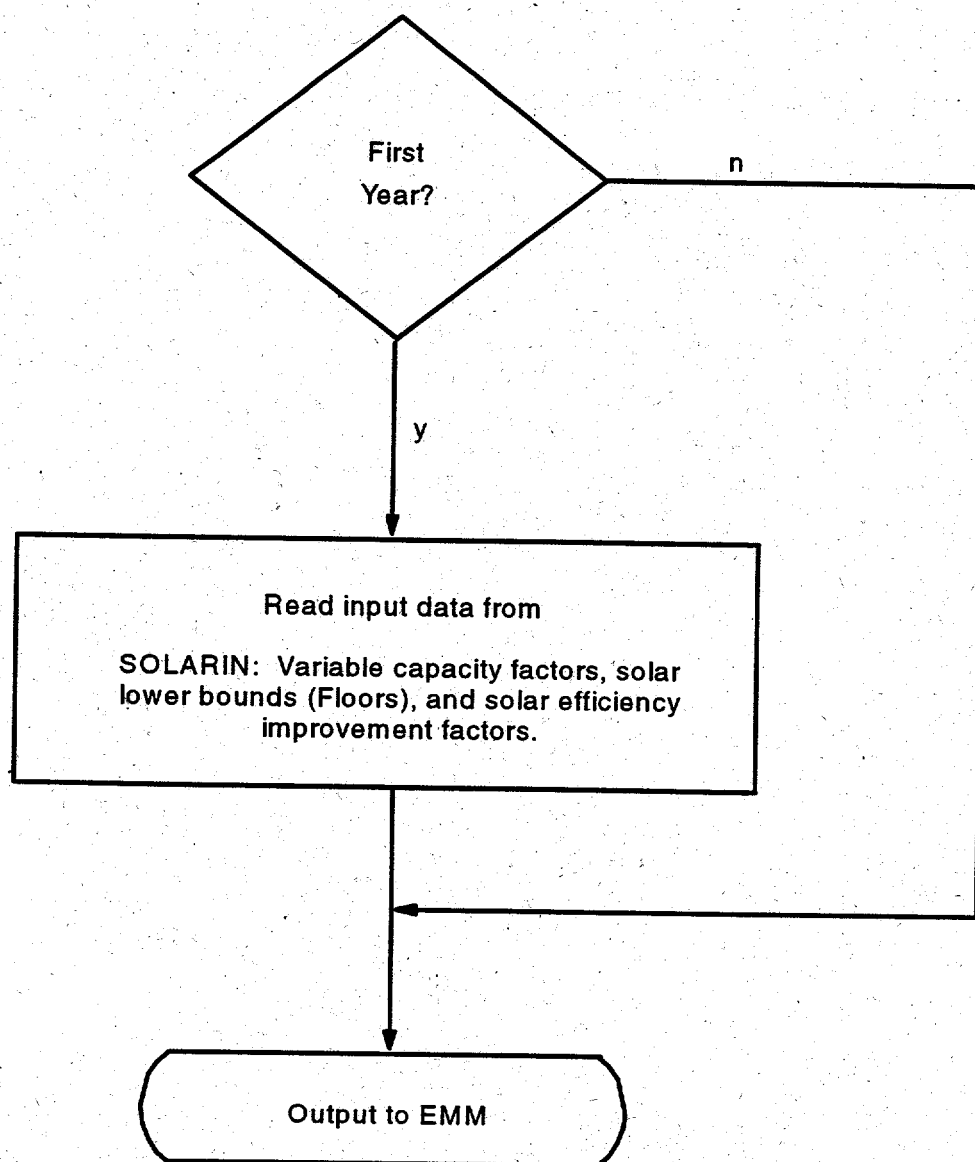 First
Year?
n
y
Read input data from
SOLARIN: Variable capacity factors, solar
lower bounds (Floors), and solar efficiency
improvement factors.
Output to EMM